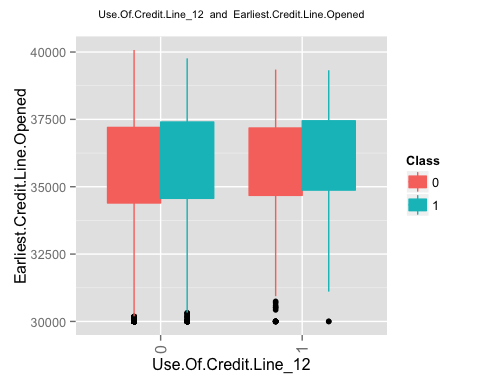 Use.Of.Credit.Line_12 and Earliest.Credit.Line.Opened
Earliest.Credit.Line.Opened
40000
37500
35000
32500
30000
0
1
Use.Of.Credit.Line_12
Class
0
1